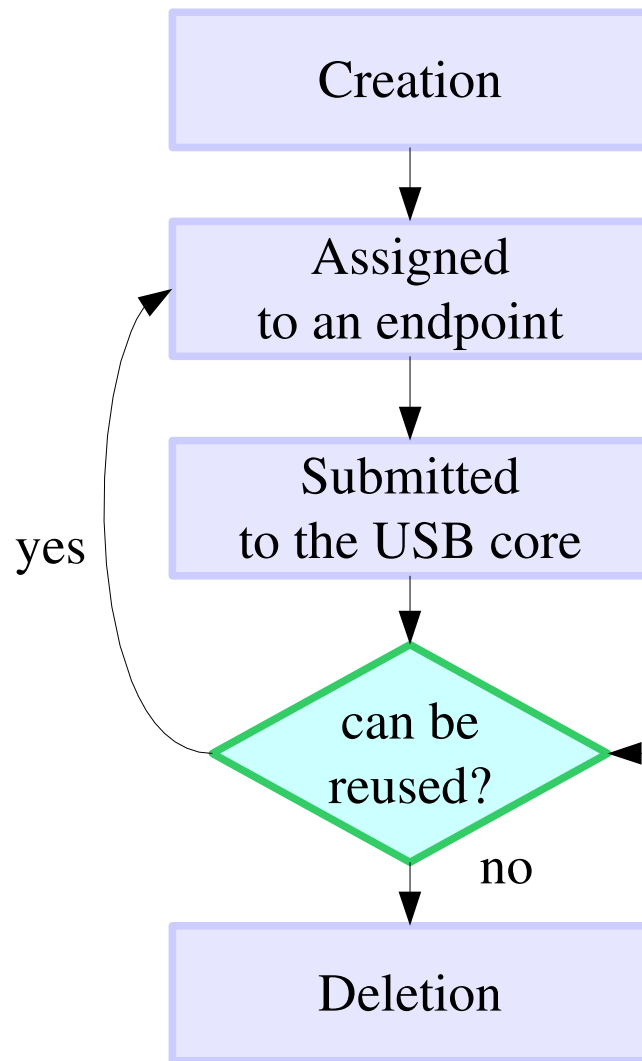 Creation
Assigned
to an endpoint
Submitted
to the USB core
yes
can be
reused?
no
Deletion